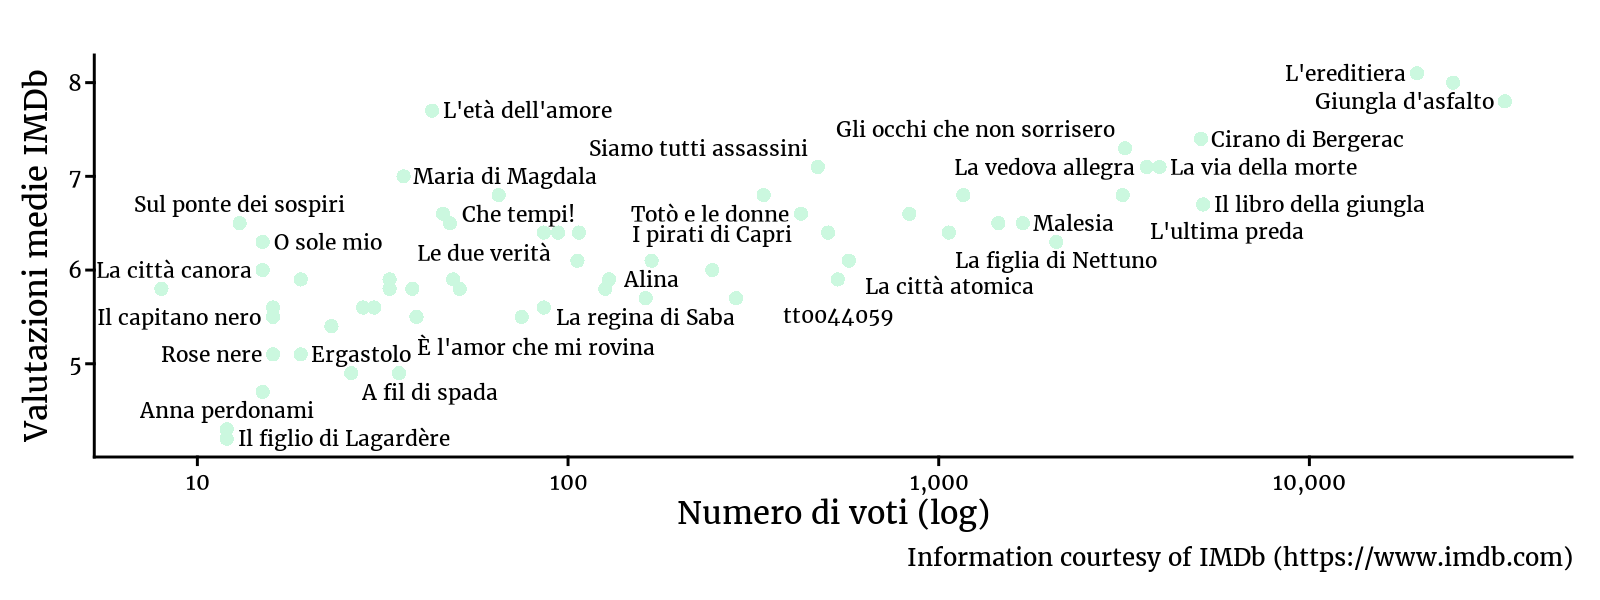 Valutazioni medie IMDb
8
7
6
5
L'ereditiera
Giungla d'asfalto
L'età dell'amore
Gli occhi che non sorrisero
Cirano di Bergerac
Siamo tutti assassini
La vedova allegra
La via della morte
Maria di Magdala
Sul ponte dei sospiri
Che tempi!
Totò e le donne
Il libro della giungla
Malesia
I pirati di Capri
L'ultima preda
O sole mio
Le due verità
La figlia di Nettuno
La città canora
Alina
La città atomica
Il capitano nero
La regina di Saba
tt0044059
Rose nere
Ergastolo
È l'amor che mi rovina
A fil di spada
Anna perdonami
Il figlio di Lagardère
10
100
1,000
10,000
Numero di voti (log)
Information courtesy of IMDb (https://www.imdb.com)